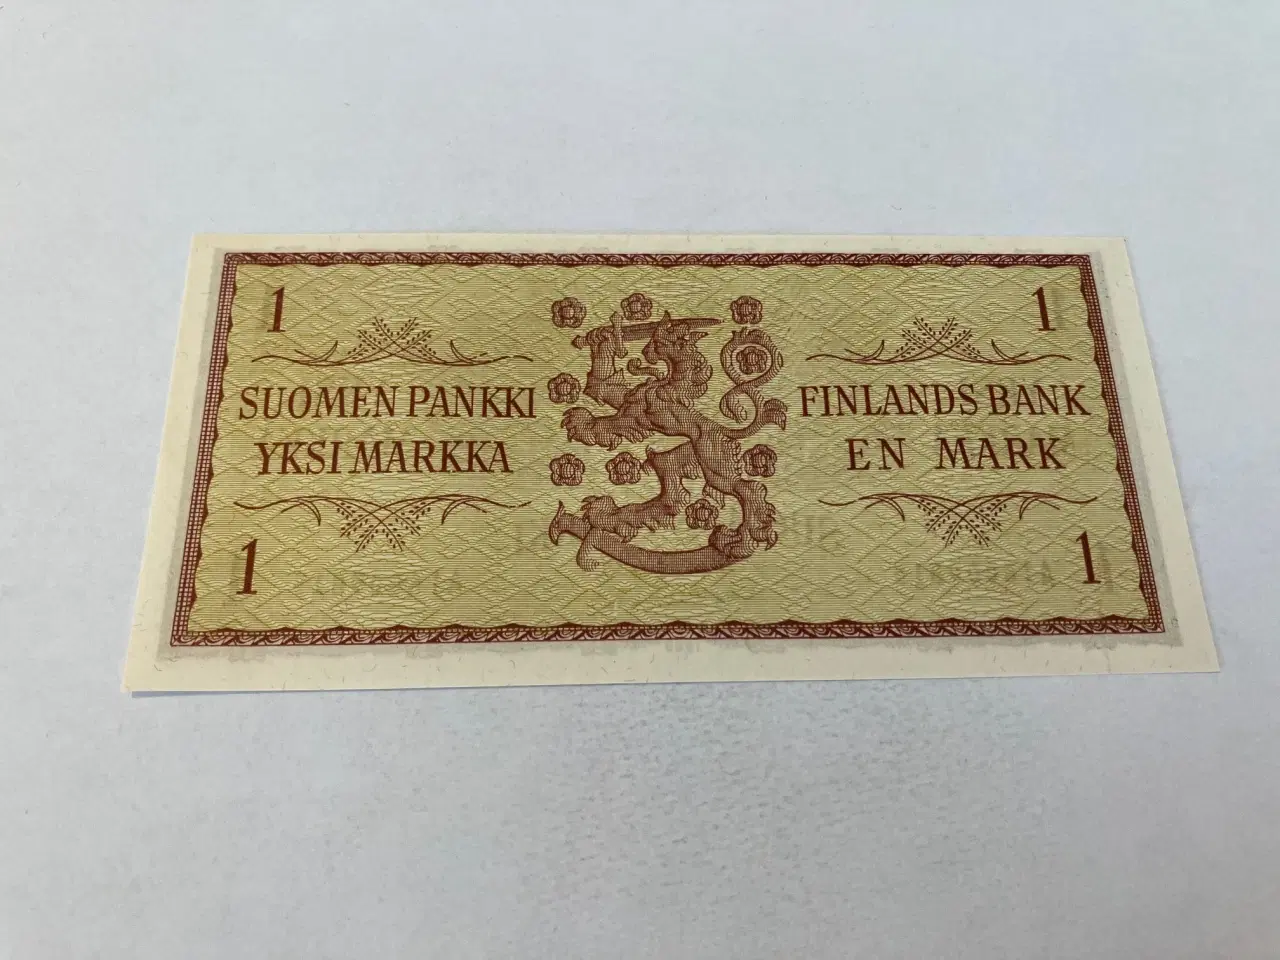 1 1
SUOMEN PANKKI
YKSI MARKKA
FINLANDS BANK
EN MARK
1 1